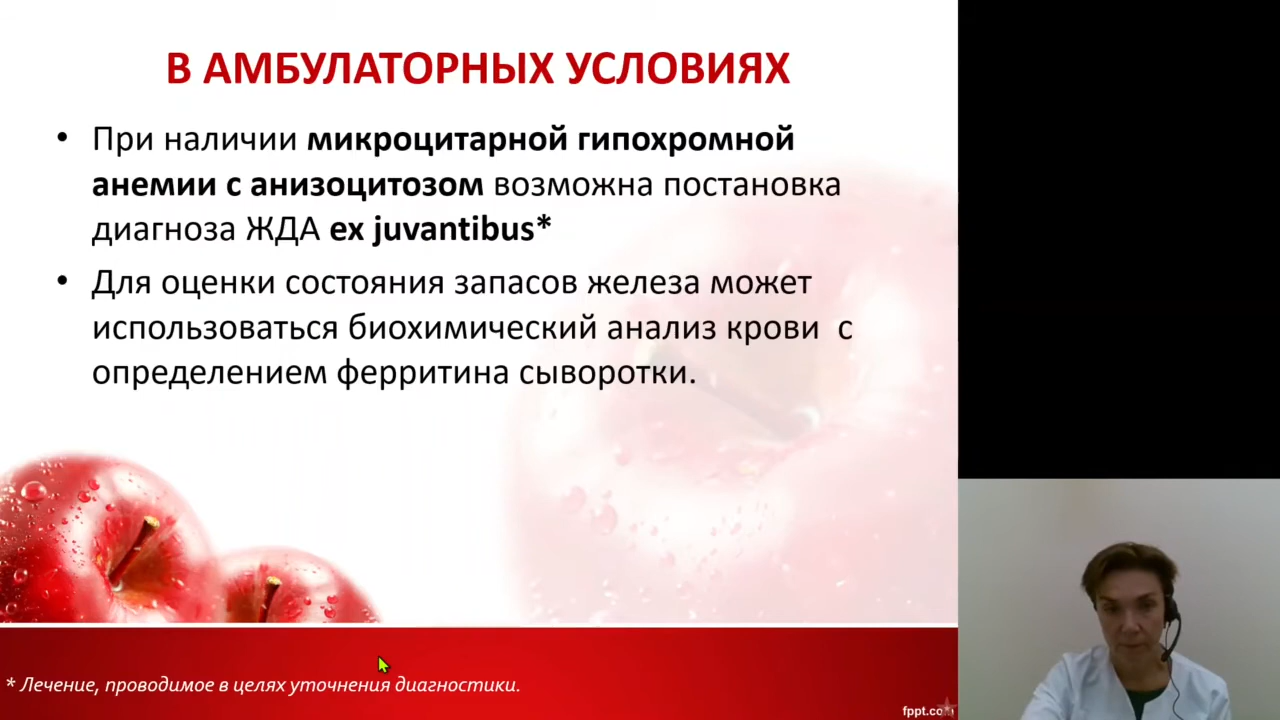 В АМБУЛАТОРНЫХ УСЛОВИЯХ
• При наличии микроцитарной гипохромной
анемии с анизоцитозом возможна постановка
диагноза ЖДА ex juvantibus*
• Для оценки состояния запасов железа может
использоваться биохимический анализ крови с
определением ферритина сыворотки.
* Лечение, проводимое в целях уточнения диагностики.
fppt.com